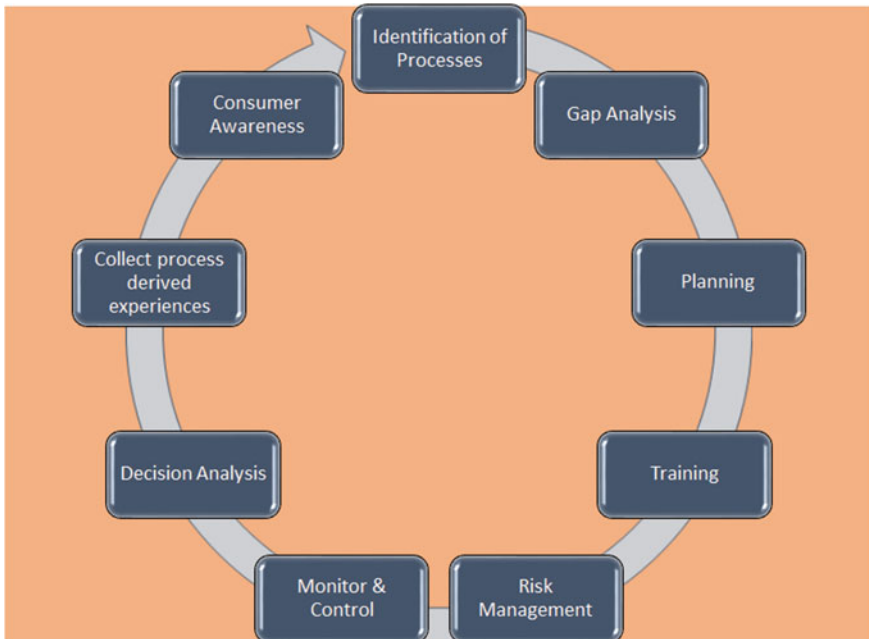 Identification of
Processes
Gap Analysis
Planning
Training
Risk
Management
Monitor &
Control
Decision Analysis
Collect process
derived
experiences
Consumer
Awareness